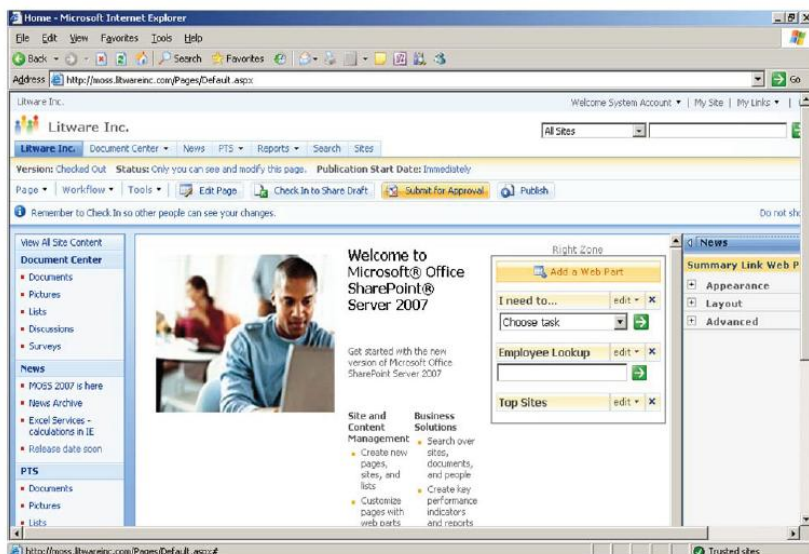 Home - Microsoft Internet Explorer
File Edit View Favorites Tools Help
Back Search Favorites
Address http://moss.litwareinc.com/Pages/Default.aspx Go
Litware Inc. Welcome System Account My Site My Links
Litware Inc. All Sites
Litware Inc. Document Center News PTS Reports Search Sites
Version: Checked Out Status: Only you can see and modify this page. Publication Start Date: Immediately
Page Workflow Tools Edit Page Check In to Share Draft Submit for Approval Publish
Remember to Check In so other people can see your changes. Do not
View All Site Content
Document Center
Documents
Pictures
Lists
Discussions
Surveys
News
MOSS 2007 is here
News Archive
Excel Services -
calculations in IE
Release date soon
PTS
Documents
Pictures
Lists
Welcome to
Microsoft® Office
SharePoint®
Server 2007
Get started with the new
version of Microsoft Office
SharePoint Server 2007
Site and
Content
Management
Create new
pages,
sites, and
lists
Customize
pages with
web parts
Business
Solutions
Search over
sites,
documents,
and people
Create key
performance
indicators
and reports
Right Zone
Add a Web Part
I need to... edit
Choose task
Employee Lookup edit
Top Sites edit
News
Summary Link Web P
Appearance
Layout
Advanced
http://moss.litwareinc.com/Pages/Default.aspx# Trusted sites